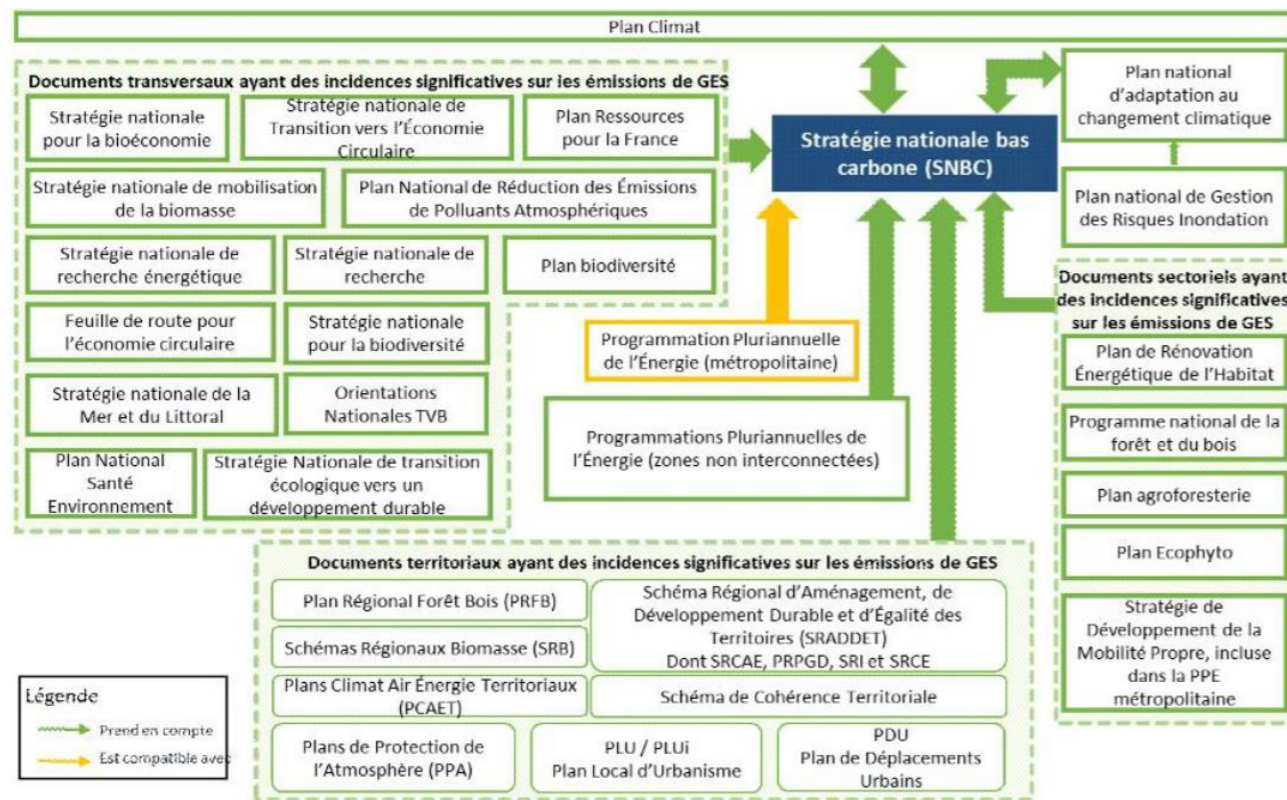 Plan Climat
Documents transversaux ayant des incidences significatives sur les émissions de GES
Stratégie nationale
pour la bioéconomie
Stratégie nationale de
Transition vers l'Économie
Circulaire
Plan Ressources
pour la France
Stratégie nationale de mobilisation
de la biomasse
Plan National de Réduction des Émissions
de Polluants Atmosphériques
Stratégie nationale de
recherche énergétique
Stratégie nationale de
recherche
Plan biodiversité
Feuille de route pour
l'économie circulaire
Stratégie nationale
pour la biodiversité
Stratégie nationale de la
Mer et du Littoral
Orientations
Nationales TVB
Plan National
Santé
Environnement
Stratégie Nationale de transition
écologique vers un
développement durable
Stratégie nationale bas
carbone (SNBC)
Plan national
d'adaptation au
changement climatique
Plan national de Gestion
des Risques Inondation
Programmation Pluriannuelle
de l'Énergie (métropolitaine)
Programmations Pluriannuelles de
l'Énergie (zones non interconnectées)
Documents sectoriels ayant
des incidences significatives
sur les émissions de GES
Plan de Rénovation
Énergétique de l'Habitat
Programme national de la
forêt et du bois
Plan agroforesterie
Plan Ecophyto
Stratégie de
Développement de la
Mobilité Propre, incluse
dans la PPE
métropolitaine
Documents territoriaux ayant des incidences significatives sur les émissions de GES
Plan Régional Forêt Bois (PRFB)
Schémas Régionaux Biomasse (SRB)
Schéma Régional d'Aménagement, de
Développement Durable et d'Égalité des
Territoires (SRADDET)
Dont SRCAE, PRPGD, SRI et SRCE
Plans Climat Air Énergie Territoriaux
(PCAET)
Schéma de Cohérence Territoriale
Plans de Protection de
l'Atmosphère (PPA)
PLU / PLUi
Plan Local d'Urbanisme
PDU
Plan de Déplacements
Urbains
Légende
Prend en compte
Est compatible avec